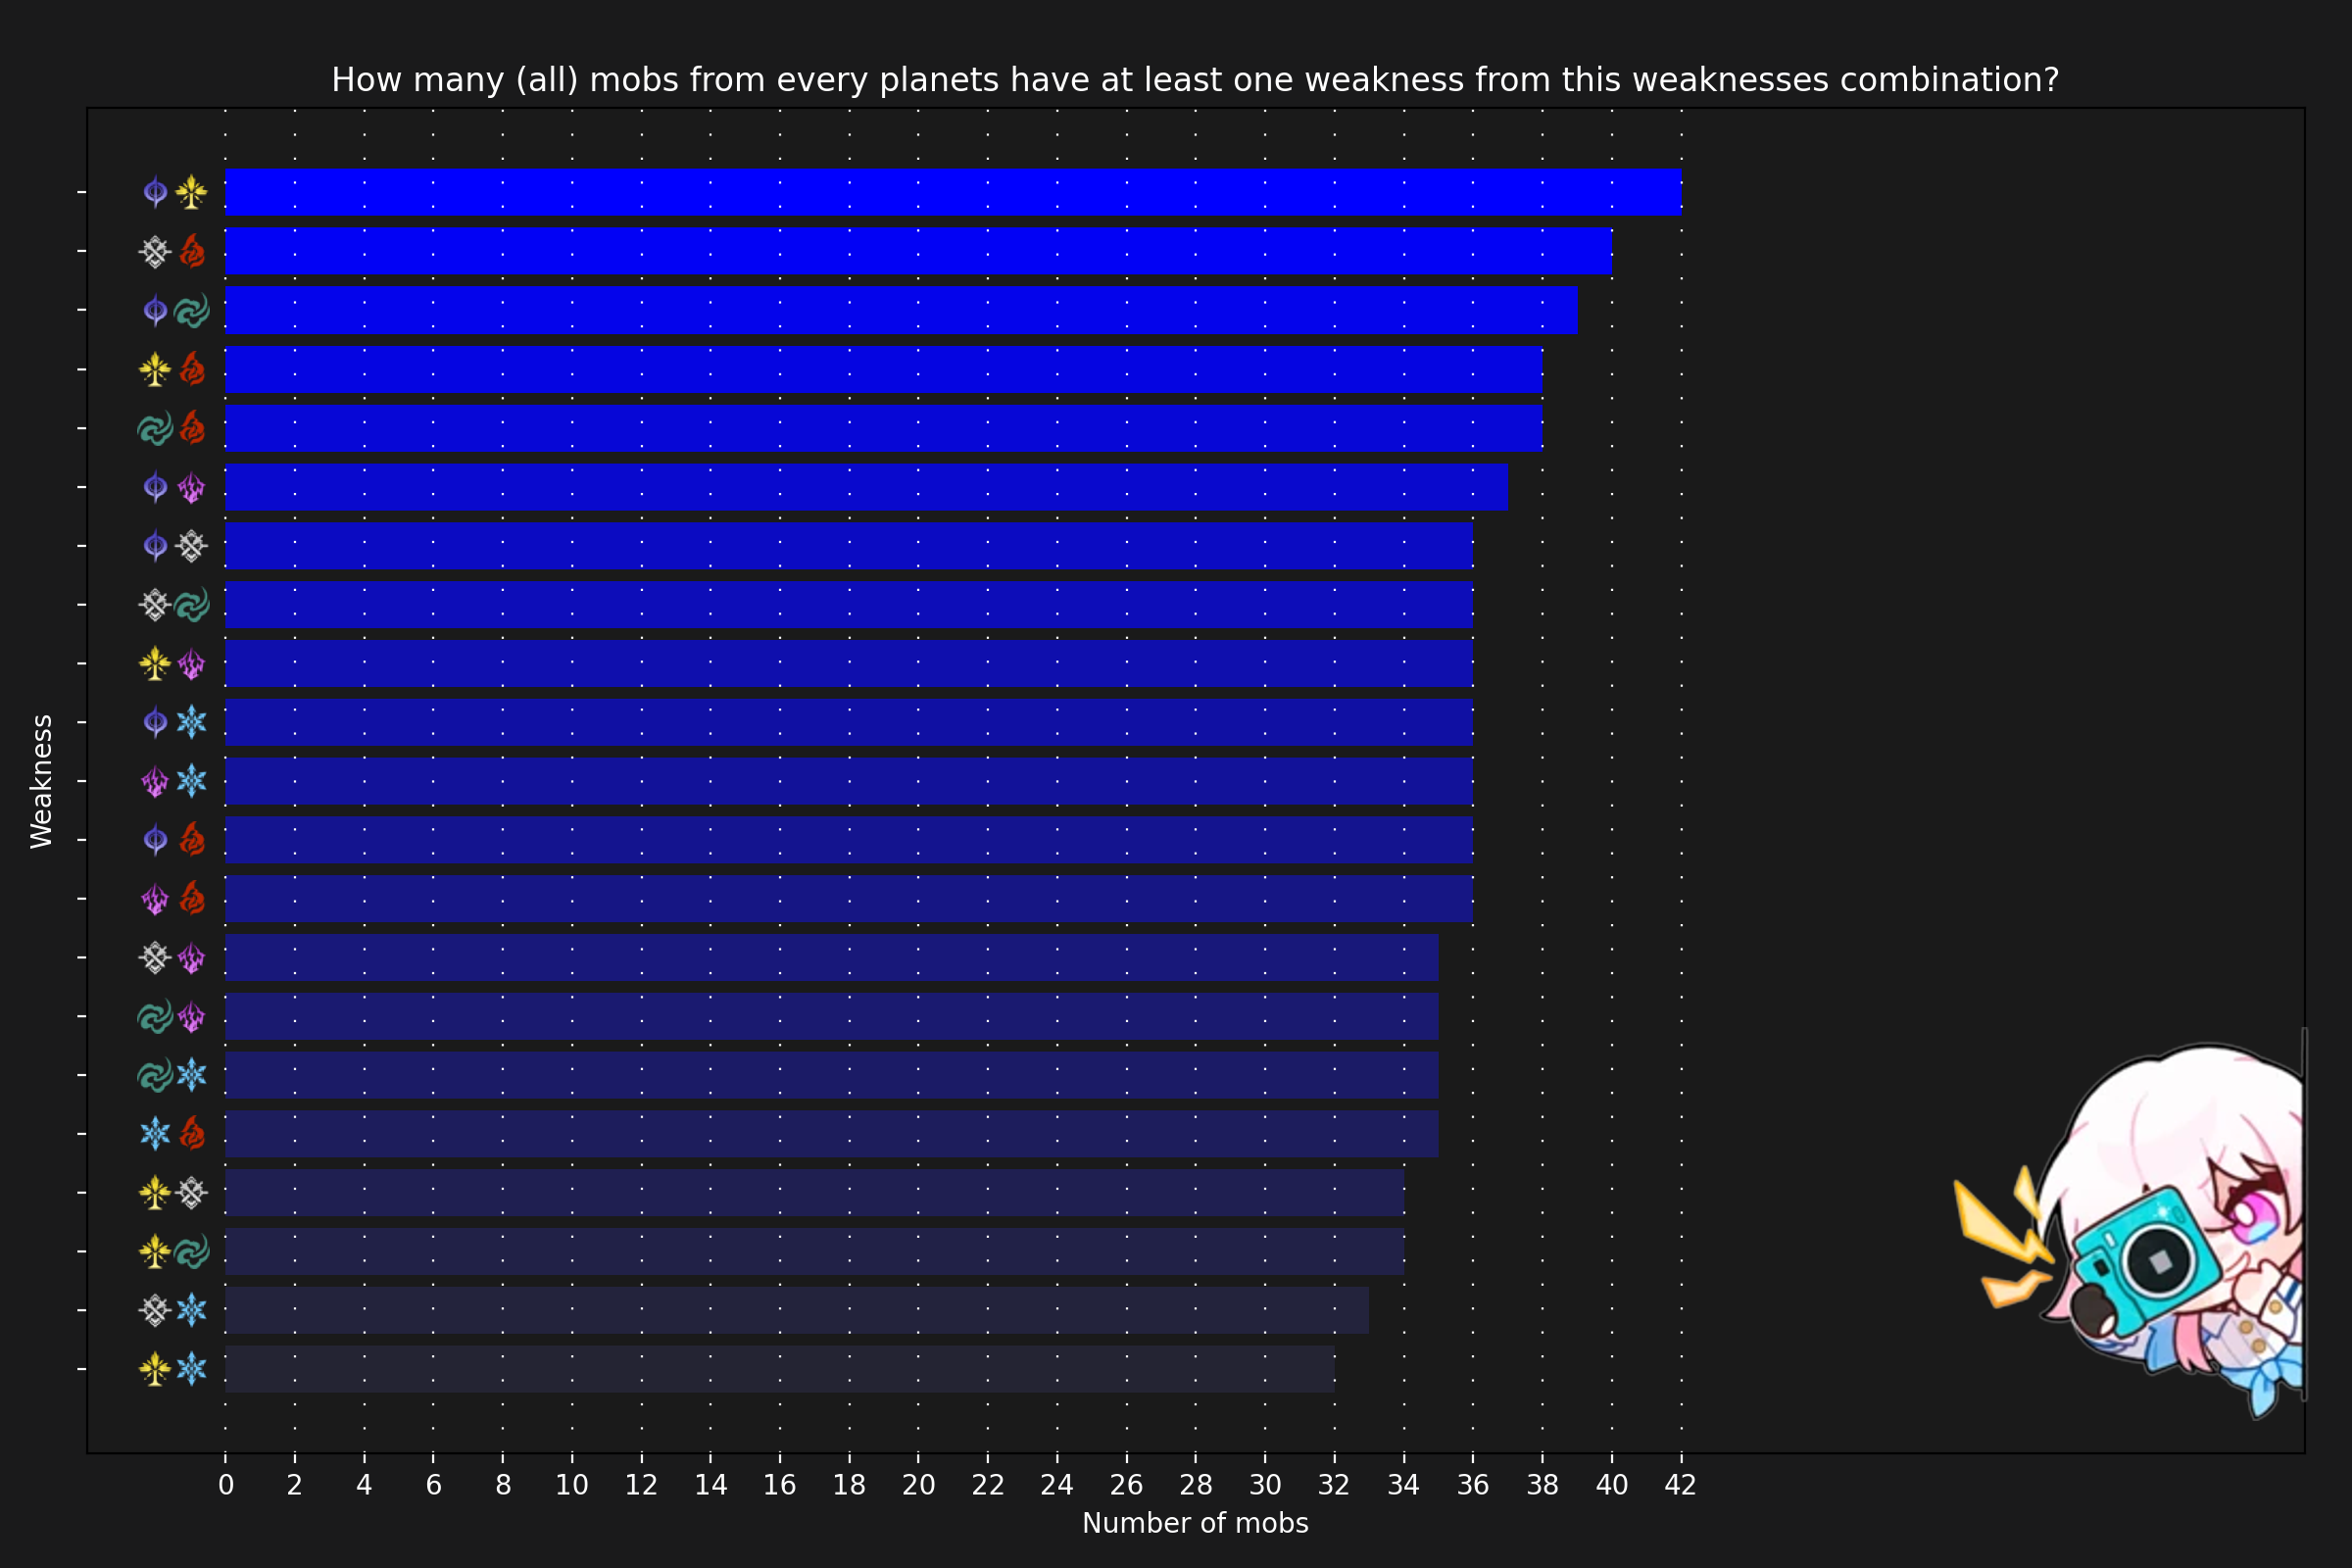 How many (all) mobs from every planets have at least one weakness from this weaknesses combination?
Weakness
0 2 4 6 8 10 12 14 16 18 20 22 24 26 28 30 32 34 36 38 40 42
Number of mobs